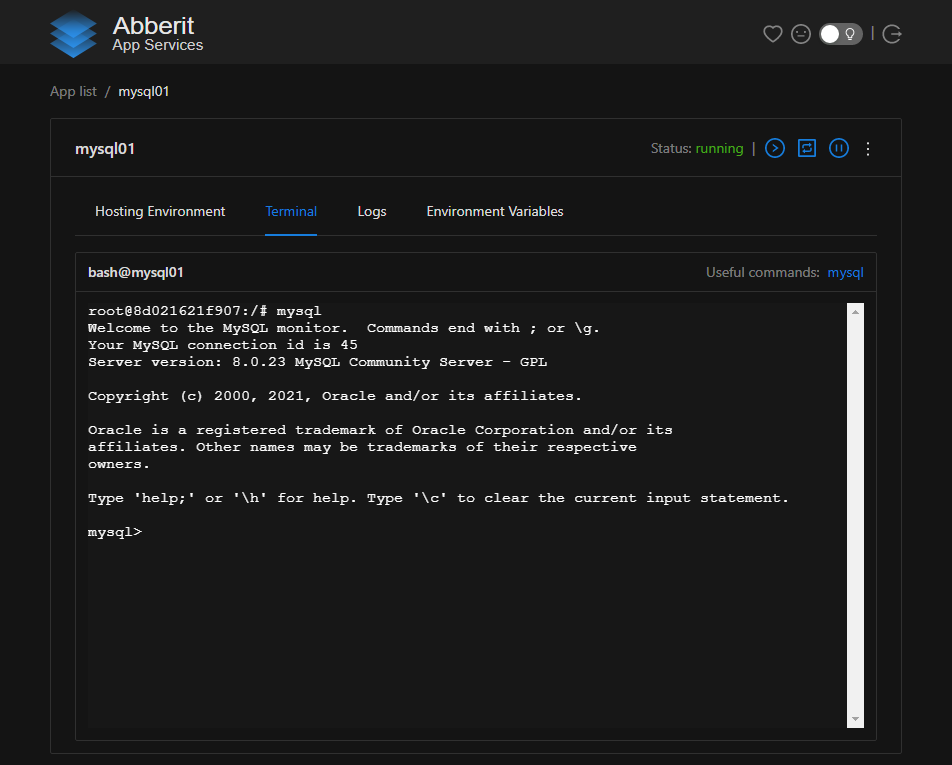 Abberit
App Services
|
App list / mysql01
mysql01
Status: running |
Hosting Environment Terminal Logs Environment Variables
bash@mysql01
Useful commands: mysql
root@8d021621f907:/# mysql
Welcome to the MySQL monitor.  Commands end with ; or \g.
Your MySQL connection id is 45
Server version: 8.0.23 MySQL Community Server - GPL
Copyright (c) 2000, 2021, Oracle and/or its affiliates.
Oracle is a registered trademark of Oracle Corporation and/or its
affiliates. Other names may be trademarks of their respective
owners.
Type 'help;' or '\h' for help. Type '\c' to clear the current input statement.
mysql>